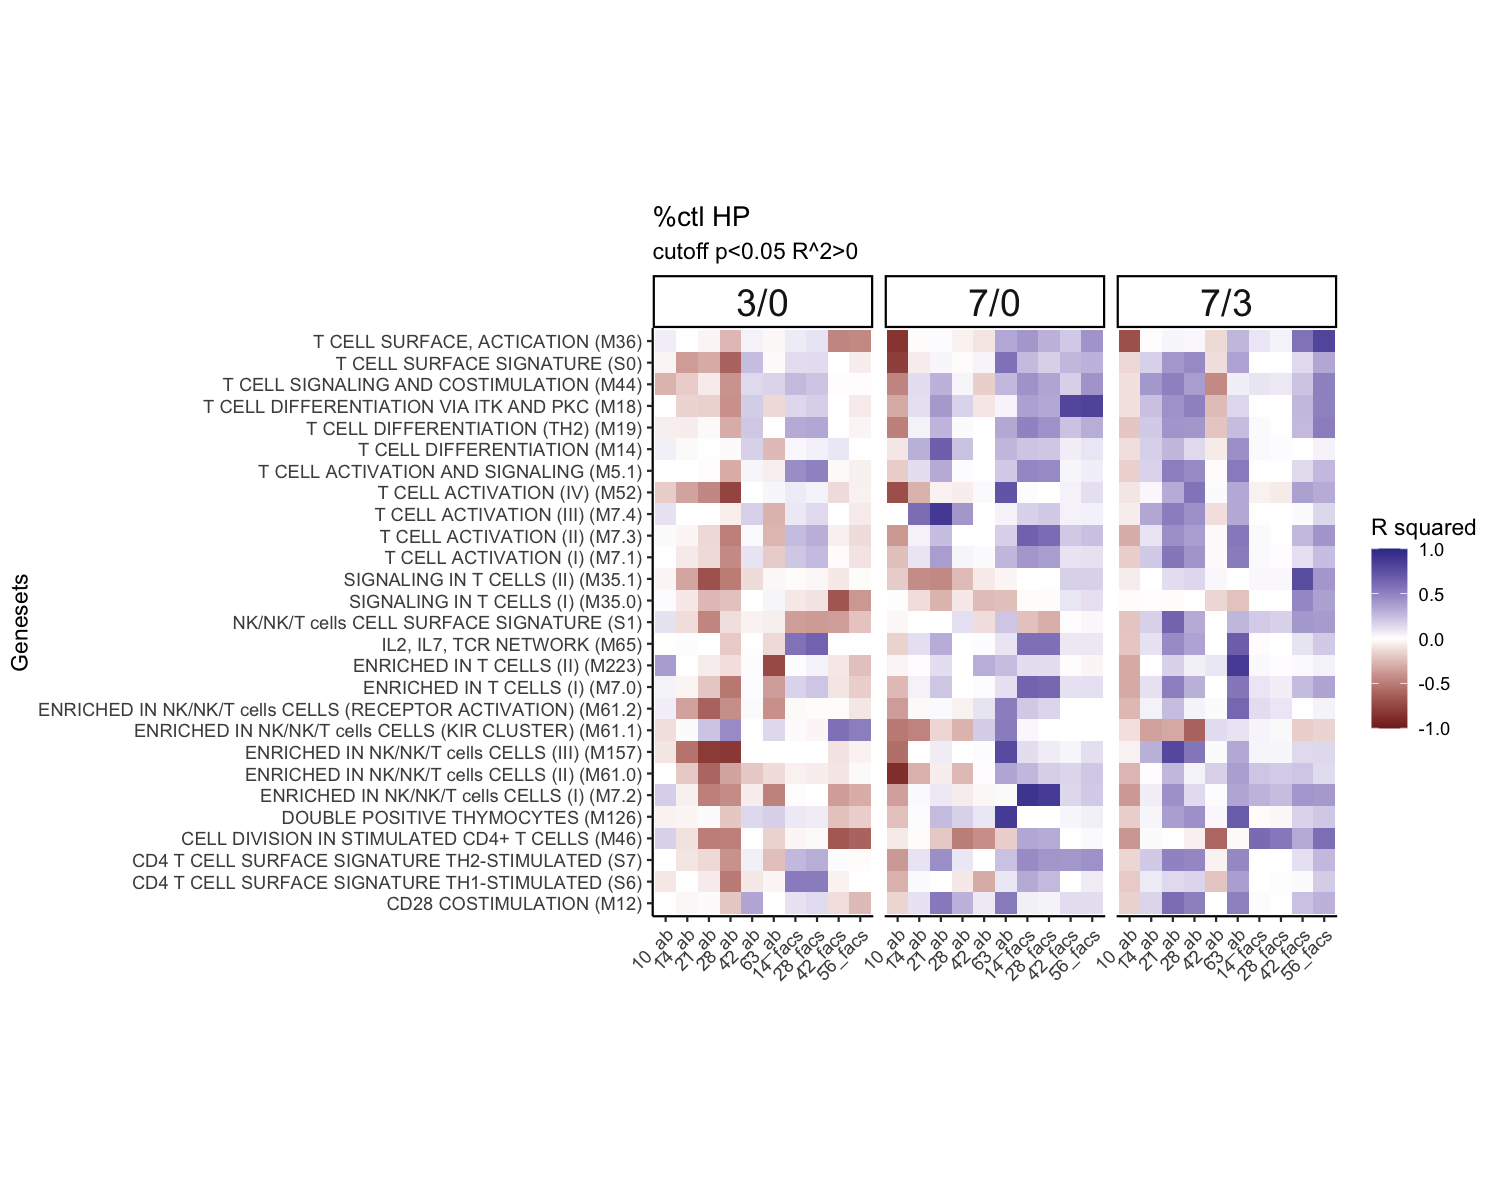 %ctl HP
cutoff p<0.05 R^2>0
3/0
7/0
7/3
Genesets
T CELL SURFACE, ACTICATION (M36)
T CELL SURFACE SIGNATURE (S0)
T CELL SIGNALING AND COSTIMULATION (M44)
T CELL DIFFERENTIATION VIA ITK AND PKC (M18)
T CELL DIFFERENTIATION (TH2) (M19)
T CELL DIFFERENTIATION (M14)
T CELL ACTIVATION AND SIGNALING (M5.1)
T CELL ACTIVATION (IV) (M52)
T CELL ACTIVATION (III) (M7.4)
T CELL ACTIVATION (II) (M7.3)
T CELL ACTIVATION (I) (M7.1)
SIGNALING IN T CELLS (II) (M35.1)
SIGNALING IN T CELLS (I) (M35.0)
NK/NK/T cells CELL SURFACE SIGNATURE (S1)
IL2, IL7, TCR NETWORK (M65)
ENRICHED IN T CELLS (II) (M223)
ENRICHED IN T CELLS (I) (M7.0)
ENRICHED IN NK/NK/T cells CELLS (RECEPTOR ACTIVATION) (M61.2)
ENRICHED IN NK/NK/T cells CELLS (KIR CLUSTER) (M61.1)
ENRICHED IN NK/NK/T cells CELLS (III) (M157)
ENRICHED IN NK/NK/T cells CELLS (II) (M61.0)
ENRICHED IN NK/NK/T cells CELLS (I) (M7.2)
DOUBLE POSITIVE THYMOCYTES (M126)
CELL DIVISION IN STIMULATED CD4+ T CELLS (M46)
CD4 T CELL SURFACE SIGNATURE TH2-STIMULATED (S7)
CD4 T CELL SURFACE SIGNATURE TH1-STIMULATED (S6)
CD28 COSTIMULATION (M12)
10_ab
14_ab
21_ab
28_ab
42_ab
63_ab
14_facs
28_facs
42_facs
56_facs
10_ab
14_ab
21_ab
28_ab
42_ab
63_ab
14_facs
28_facs
42_facs
56_facs
10_ab
14_ab
21_ab
28_ab
42_ab
63_ab
14_facs
28_facs
42_facs
56_facs
R squared
1.0
0.5
0.0
-0.5
-1.0